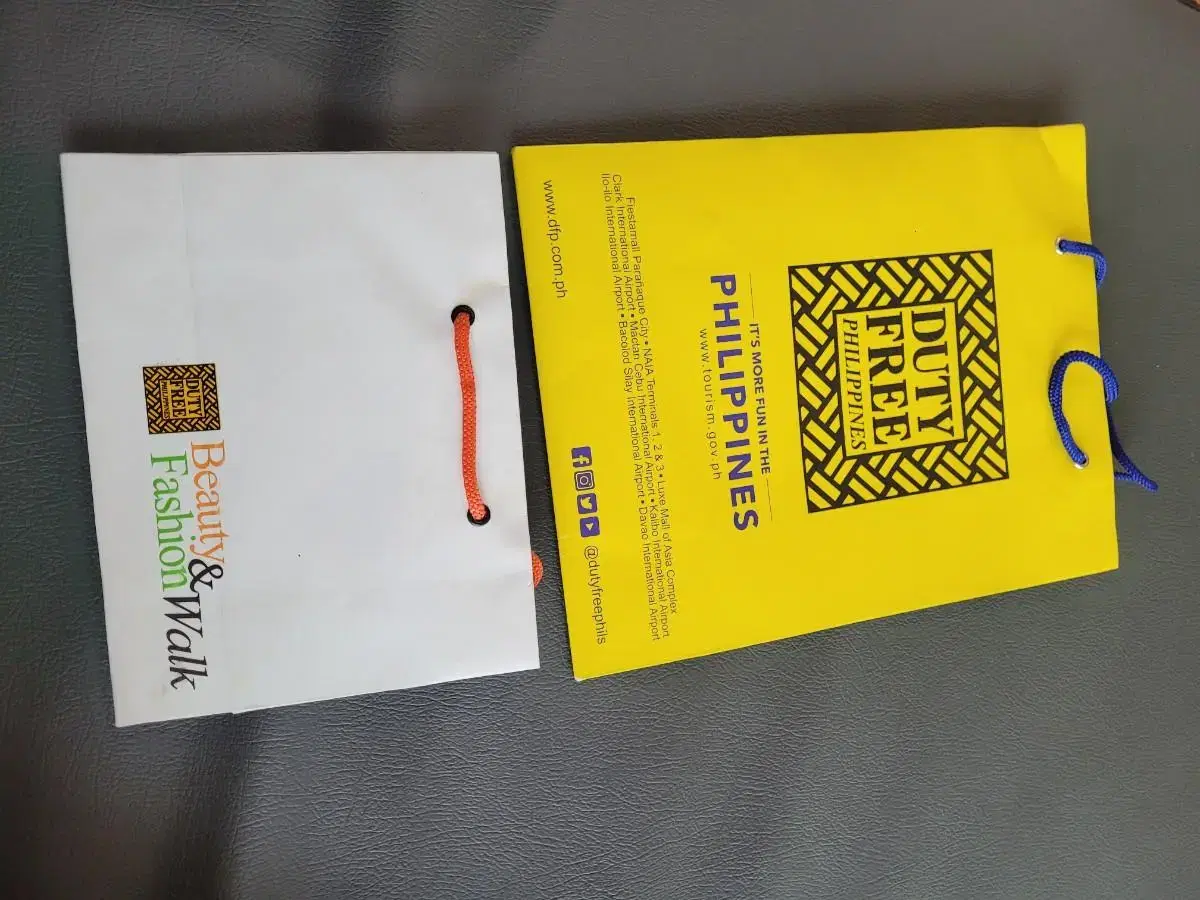 DUTY
FREE
PHILIPPINES
IT'S MORE FUN IN THE
PHILIPPINES
www.tourism.gov.ph
Fiestamall Parañaque City • NAIA Terminals 1, 2 & 3 • Luxe Mall of Asia Complex
Clark International Airport • Mactan Cebu International Airport • Kalibo International Airport
Ilo-ilo International Airport • Bacolod Silay International Airport • Davao International Airport
www.dfp.com.ph
@dutyfreephils
DUTY
FREE
PHILIPPINES
Beauty&
FashionWalk